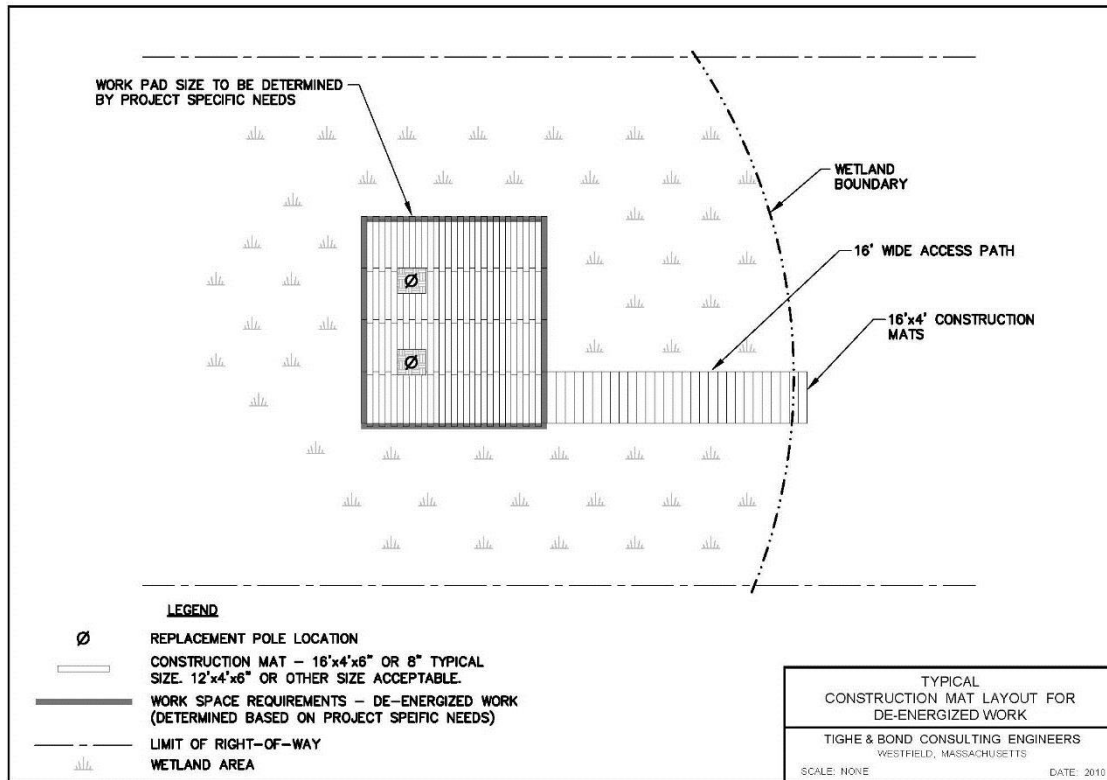 WORK PAD SIZE TO BE DETERMINED
BY PROJECT SPECIFIC NEEDS
WETLAND
BOUNDARY
16' WIDE ACCESS PATH
16'x4' CONSTRUCTION
MATS
LEGEND
Ø REPLACEMENT POLE LOCATION
CONSTRUCTION MAT – 16'x4'x6" OR 8" TYPICAL
SIZE. 12'x4'x6" OR OTHER SIZE ACCEPTABLE.
WORK SPACE REQUIREMENTS – DE-ENERGIZED WORK
(DETERMINED BASED ON PROJECT SPEIFIC NEEDS)
LIMIT OF RIGHT-OF-WAY
WETLAND AREA
TYPICAL
CONSTRUCTION MAT LAYOUT FOR
DE-ENERGIZED WORK
TIGHE & BOND CONSULTING ENGINEERS
WESTFIELD, MASSACHUSETTS
SCALE: NONE DATE: 2010